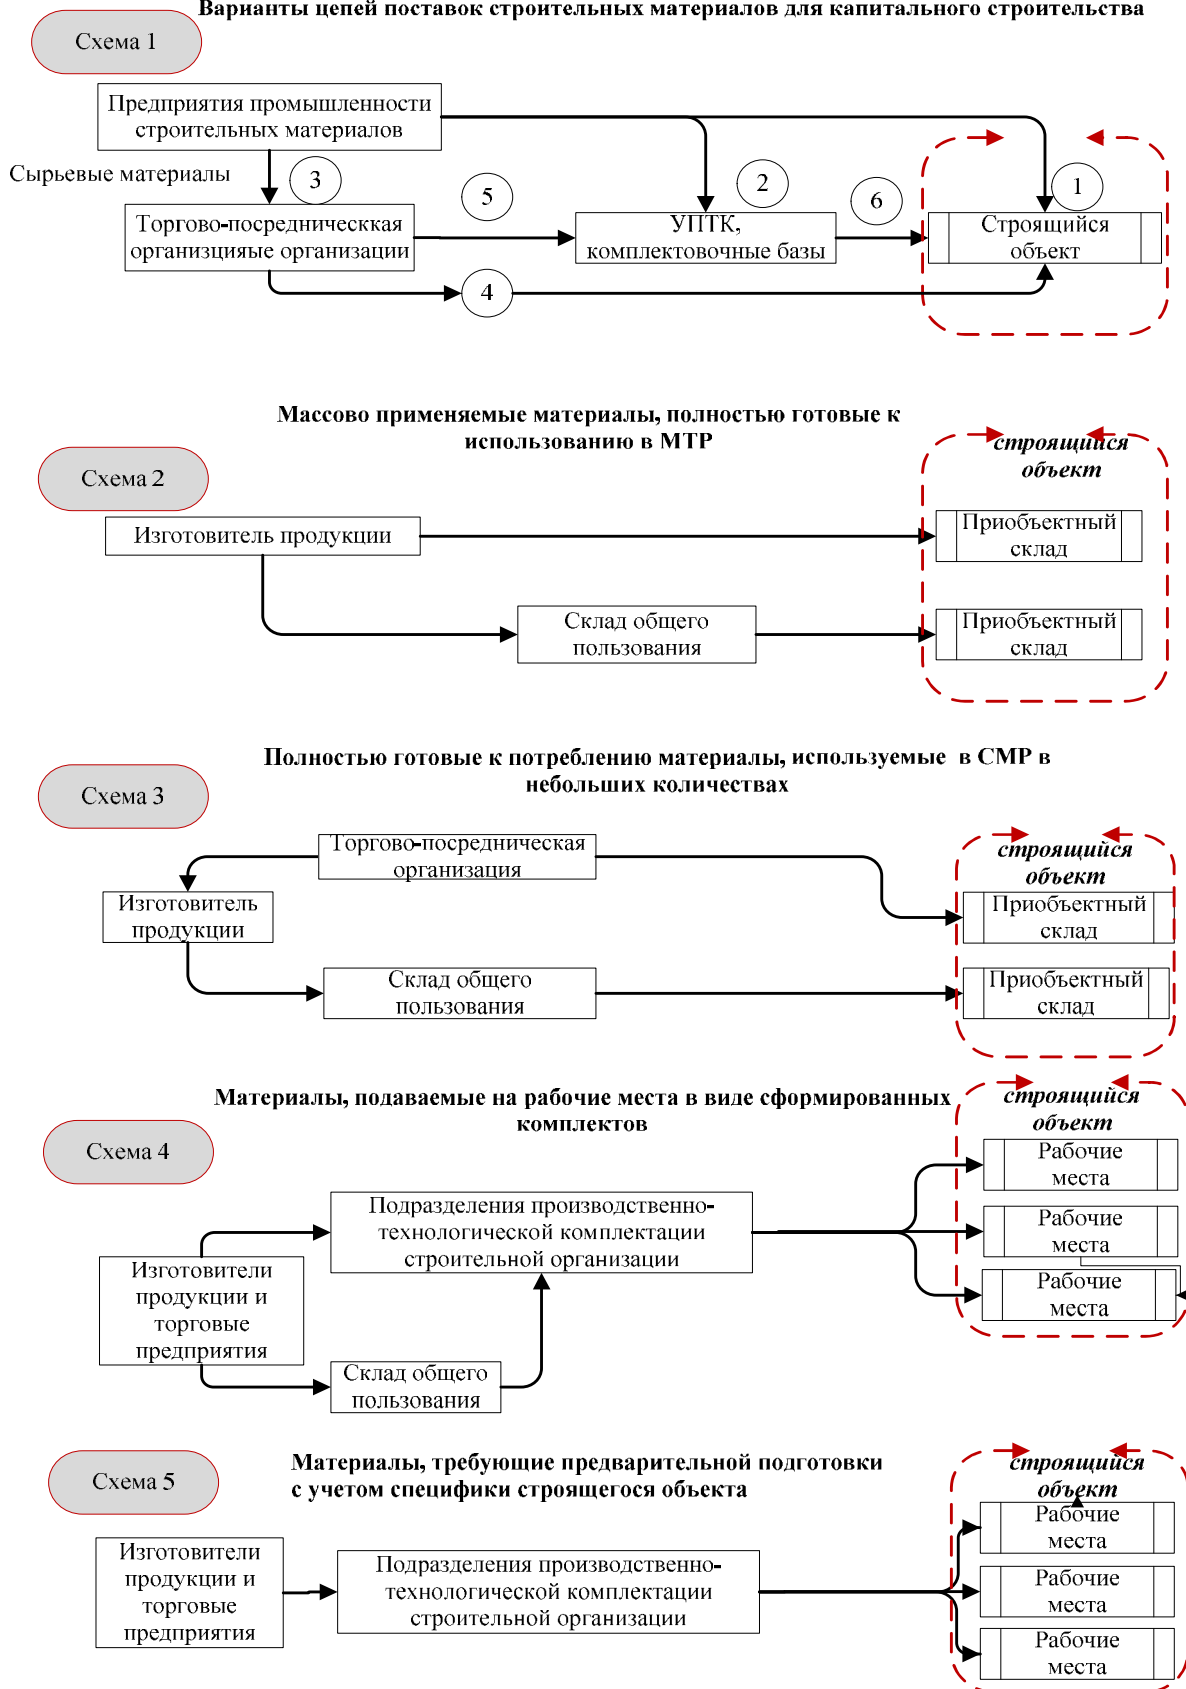 Варианты цепей поставок строительных материалов для капитального строительства
Схема 1
Предприятия промышленности
строительных материалов
Сырьевые материалы
3
5
2
6
1
Торгово-посредническкая
организцияые организации
УПТК,
комплектовочные базы
Строящийся
объект
4
Массово применяемые материалы, полностью готовые к
использованию в МТР
Схема 2
строящийся
объект
Изготовитель продукции
Приобъектный
склад
Склад общего
пользования
Приобъектный
склад
Полностью готовые к потреблению материалы, используемые в СМР в
небольших количествах
Схема 3
Торгово-посредническая
организация
строящийся
объект
Изготовитель
продукции
Приобъектный
склад
Склад общего
пользования
Приобъектный
склад
Материалы, подаваемые на рабочие места в виде сформированных
комплектов
Схема 4
строящийся
объект
Рабочие
места
Подразделения производственно-
технологической комплектации
строительной организации
Рабочие
места
Изготовители
продукции и
торговые
предприятия
Рабочие
места
Склад общего
пользования
Схема 5
Материалы, требующие предварительной подготовки
с учетом специфики строящегося объекта
строящийся
объект
Рабочие
места
Изготовители
продукции и
торговые
предприятия
Подразделения производственно-
технологической комплектации
строительной организации
Рабочие
места
Рабочие
места